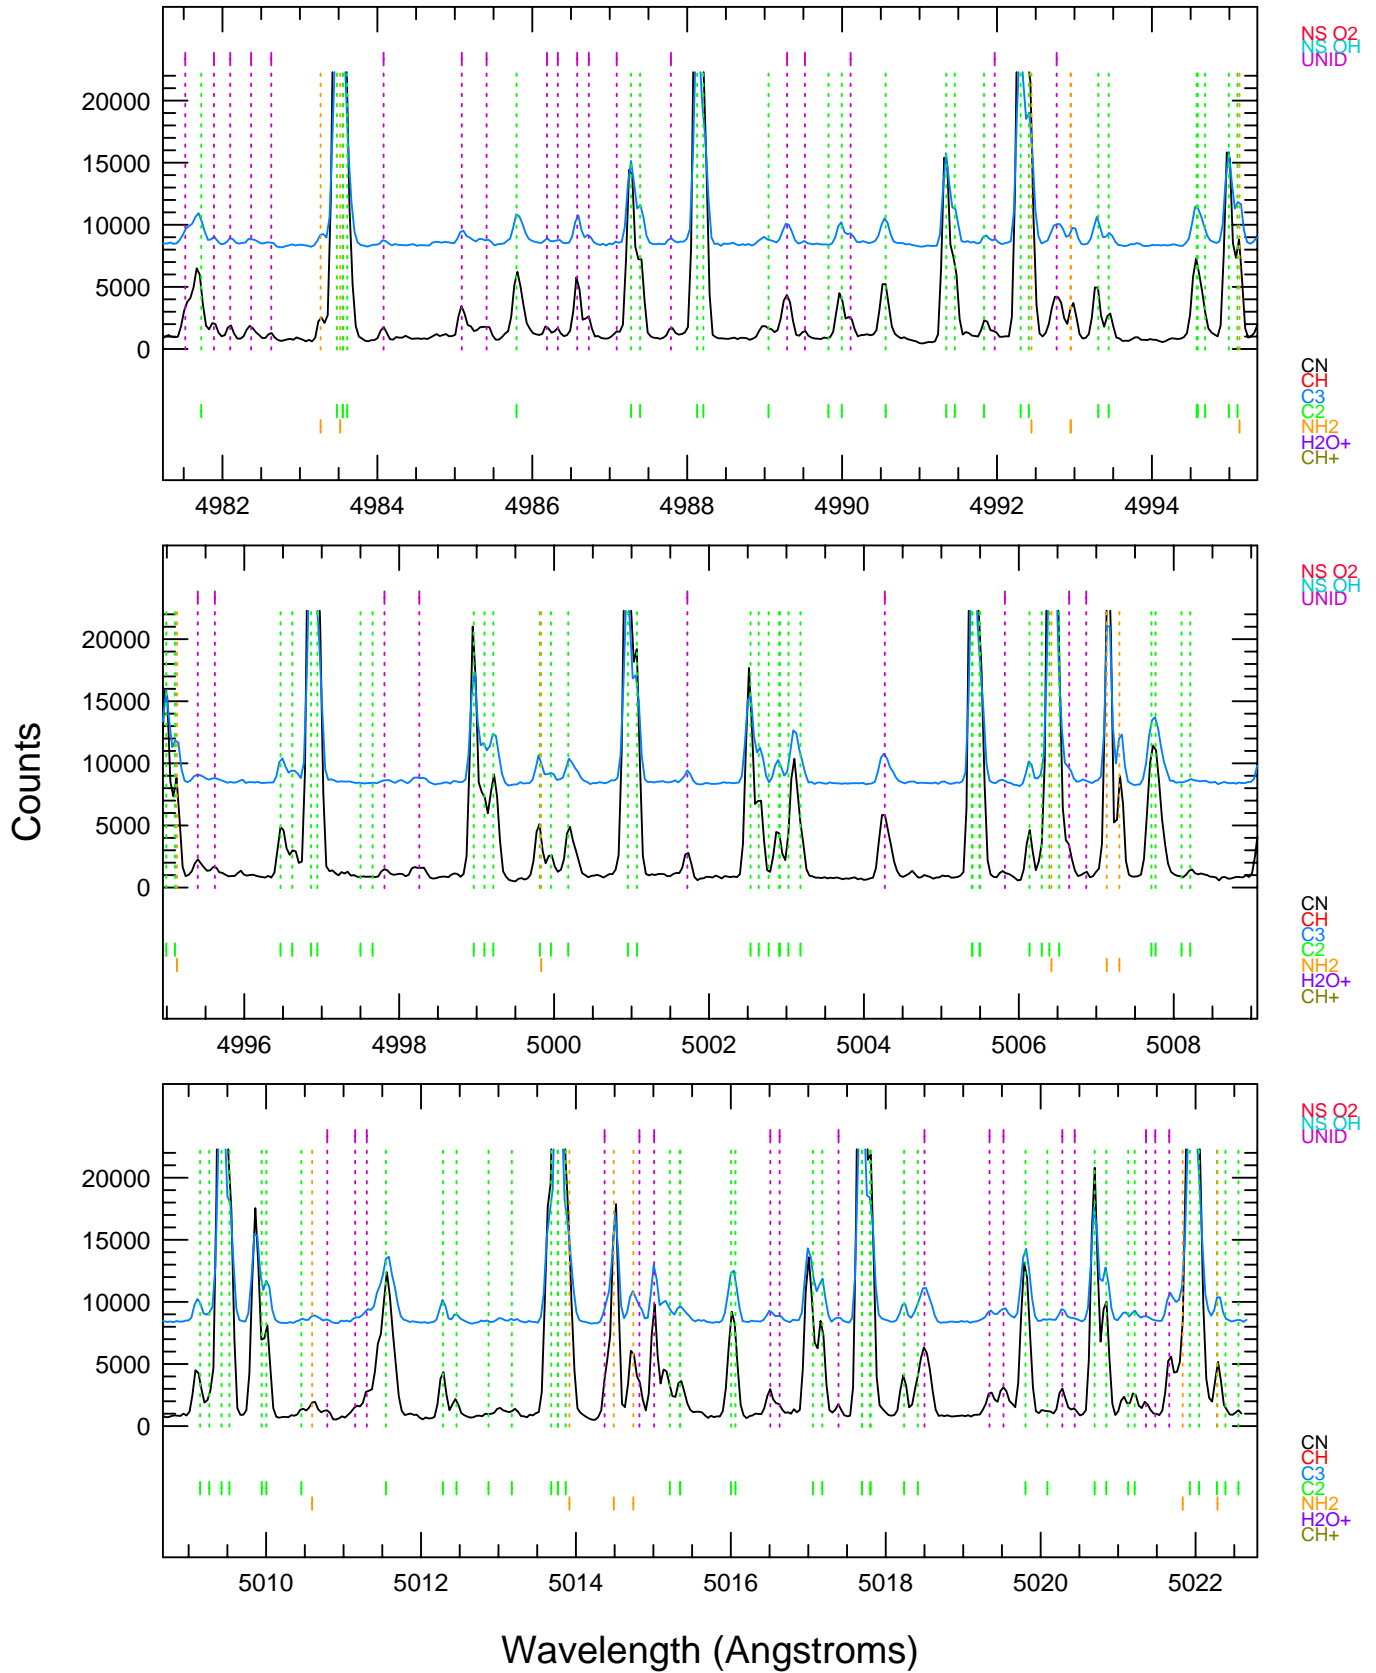 NS O2
NS OH
UNID
20000
15000
10000
5000
0
CN
CH
C3
C2
NH2
H2O+
CH+
4982 4984 4986 4988 4990 4992 4994
NS O2
NS OH
UNID
20000
15000
10000
5000
0
CN
CH
C3
C2
NH2
H2O+
CH+
4996 4998 5000 5002 5004 5006 5008
Counts
NS O2
NS OH
UNID
20000
15000
10000
5000
0
CN
CH
C3
C2
NH2
H2O+
CH+
5010 5012 5014 5016 5018 5020 5022
Wavelength (Angstroms)